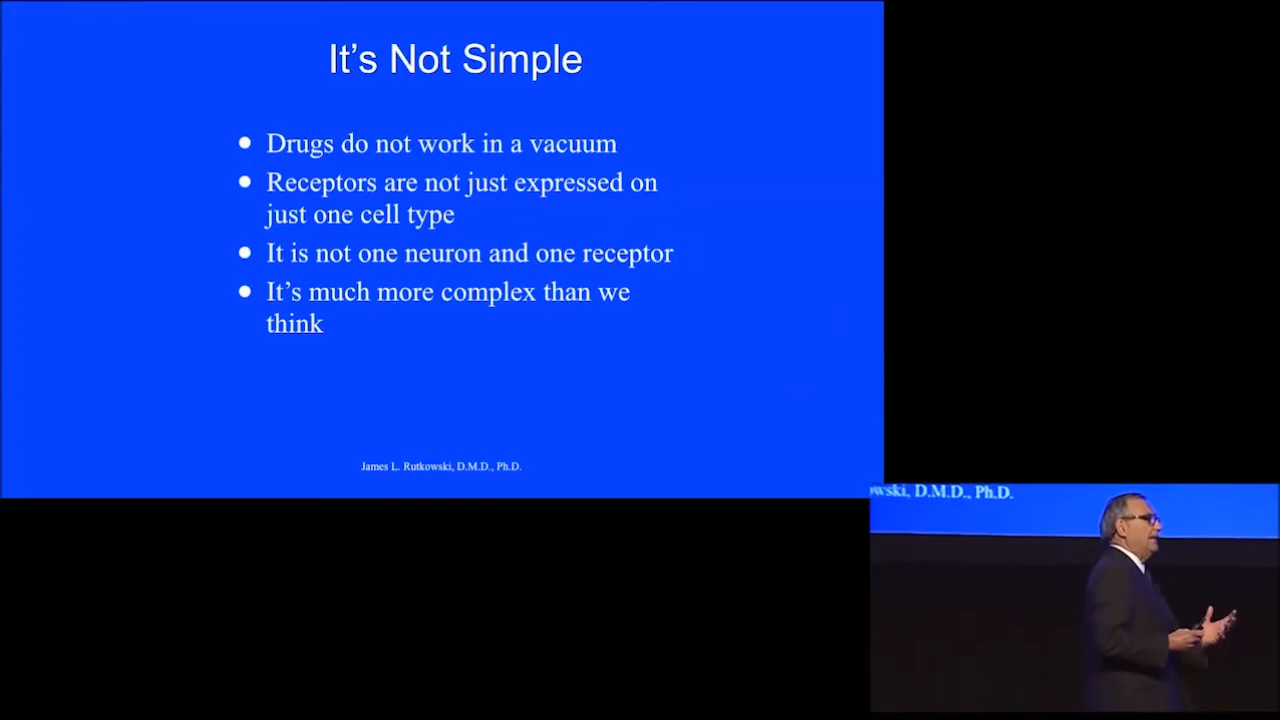 It's Not Simple
Drugs do not work in a vacuum
Receptors are not just expressed on
just one cell type
It is not one neuron and one receptor
It's much more complex than we
think
James L. Rutkowski, D.M.D., Ph.D.
owski, D.M.D., Ph.D.